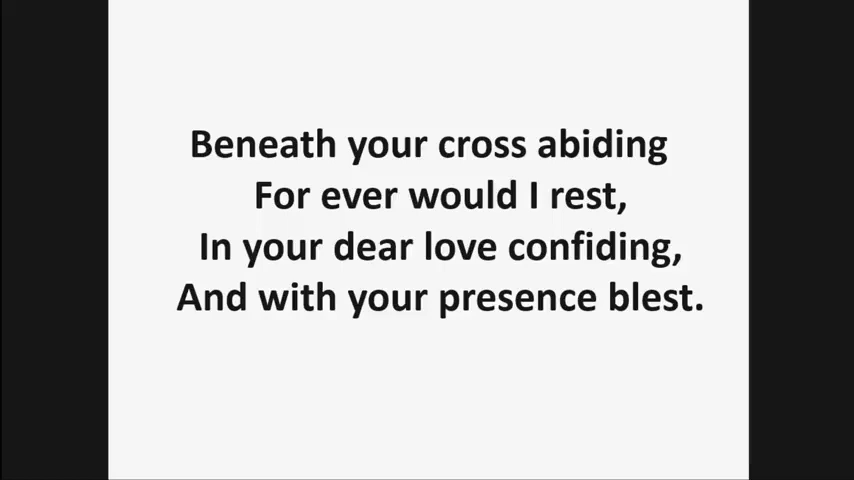 Beneath your cross abiding
For ever would I rest,
In your dear love confiding,
And with your presence blest.